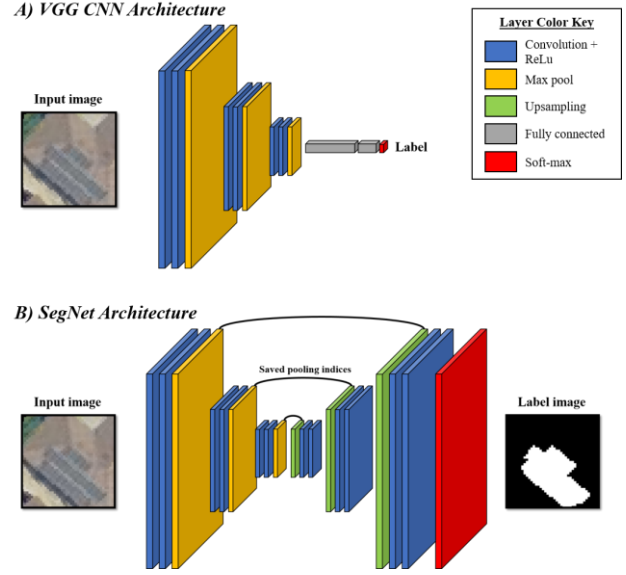 A) VGG CNN Architecture
Input image
Label
Layer Color Key
Convolution +
ReLu
Max pool
Upsampling
Fully connected
Soft-max
B) SegNet Architecture
Saved pooling indices
Input image
Label image